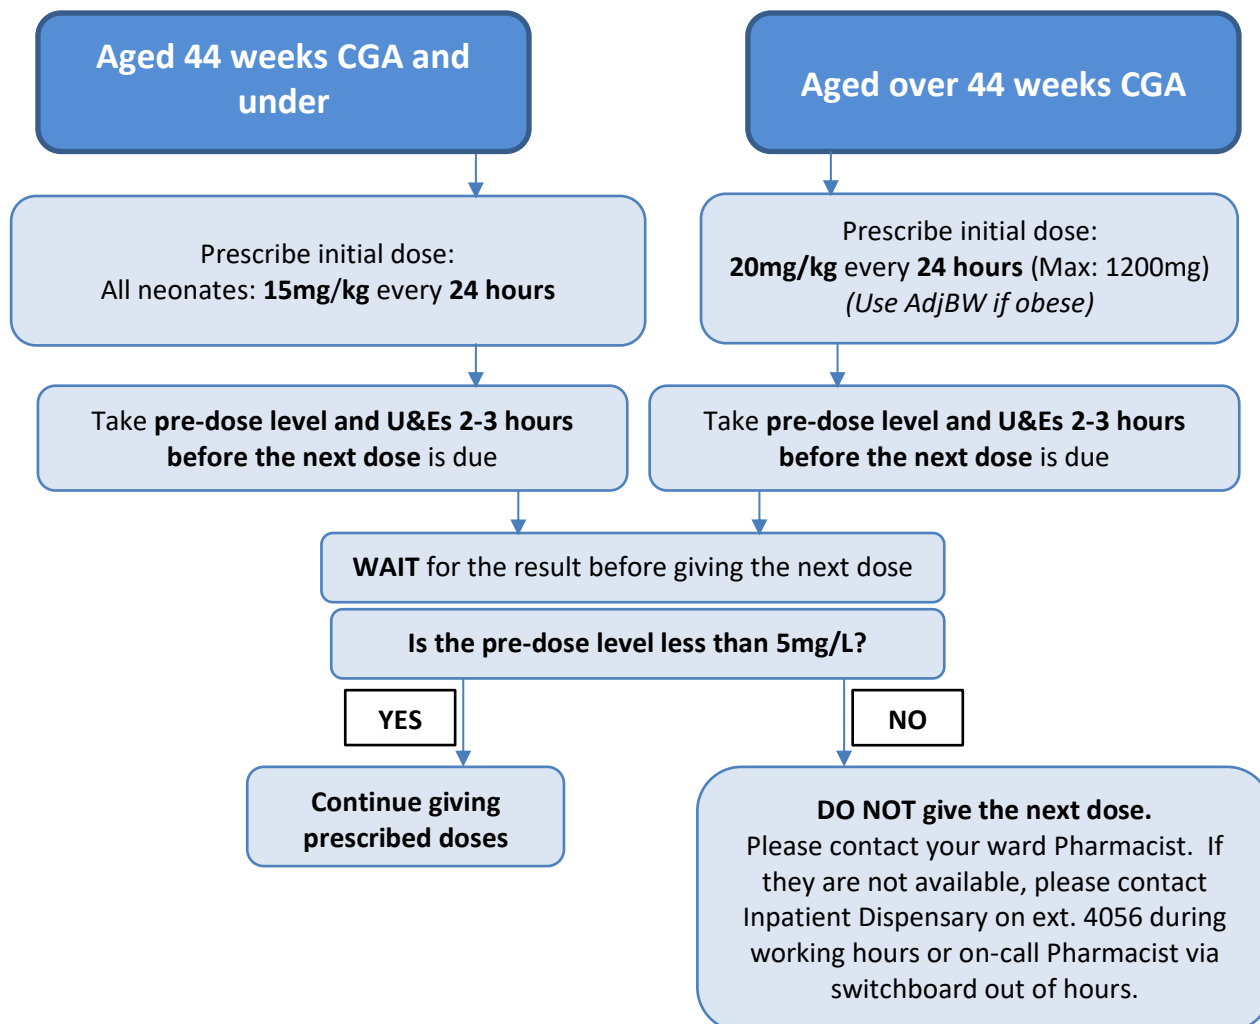 Aged 44 weeks CGA and
under
Aged over 44 weeks CGA
Prescribe initial dose:
All neonates: 15mg/kg every 24 hours
Prescribe initial dose:
20mg/kg every 24 hours (Max: 1200mg)
(Use AdjBW if obese)
Take pre-dose level and U&Es 2-3 hours
before the next dose is due
Take pre-dose level and U&Es 2-3 hours
before the next dose is due
WAIT for the result before giving the next dose
Is the pre-dose level less than 5mg/L?
YES
NO
Continue giving
prescribed doses
DO NOT give the next dose.
Please contact your ward Pharmacist.  If
they are not available, please contact
Inpatient Dispensary on ext. 4056 during
working hours or on-call Pharmacist via
switchboard out of hours.